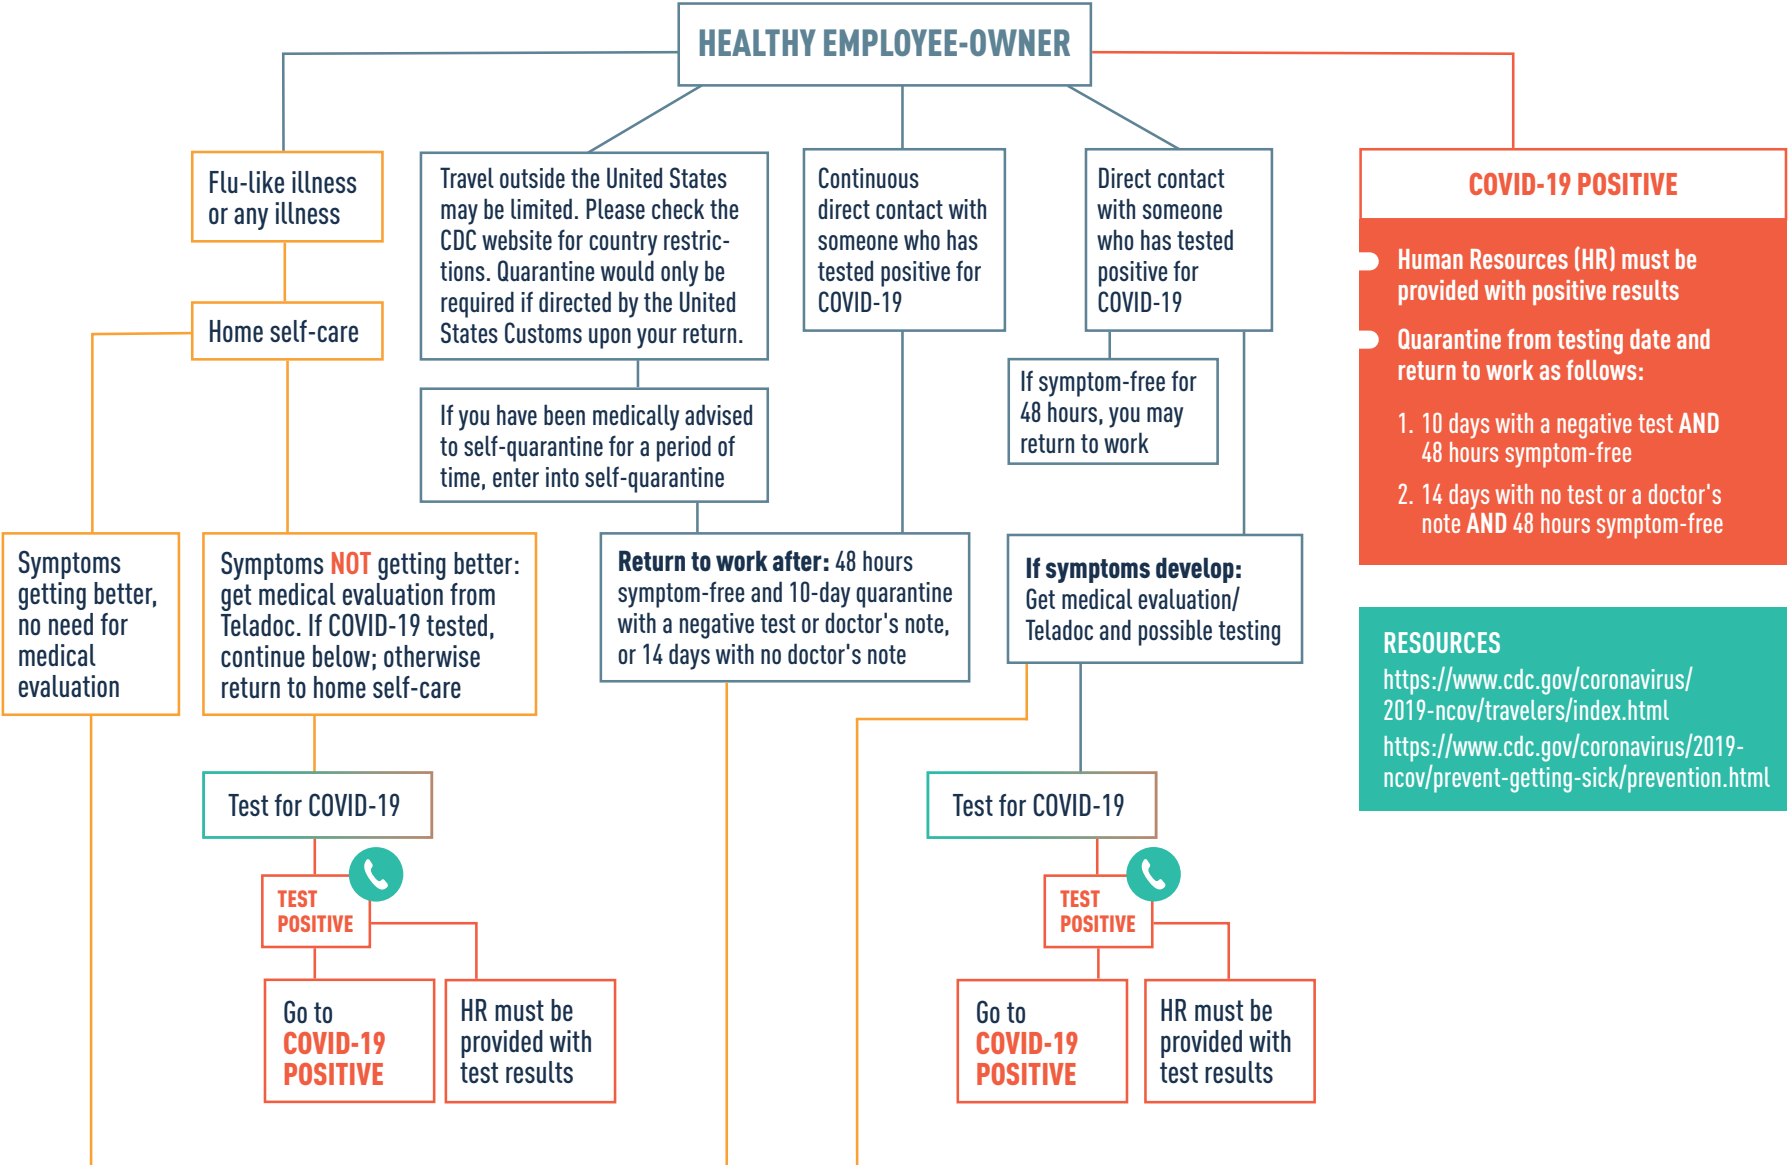 HEALTHY EMPLOYEE-OWNER
Flu-like illness
or any illness
Home self-care
Symptoms
getting better,
no need for
medical
evaluation
Symptoms NOT getting better:
get medical evaluation from
Teladoc. If COVID-19 tested,
continue below; otherwise
return to home self-care
Test for COVID-19
TEST
POSITIVE
Go to
COVID-19
POSITIVE
HR must be
provided with
test results
Travel outside the United States
may be limited. Please check the
CDC website for country restric-
tions. Quarantine would only be
required if directed by the United
States Customs upon your return.
If you have been medically advised
to self-quarantine for a period of
time, enter into self-quarantine
Continuous
direct contact with
someone who has
tested positive for
COVID-19
Return to work after: 48 hours
symptom-free and 10-day quarantine
with a negative test or doctor's note,
or 14 days with no doctor's note
Direct contact
with someone
who has tested
positive for
COVID-19
If symptom-free for
48 hours, you may
return to work
If symptoms develop:
Get medical evaluation/
Teladoc and possible testing
Test for COVID-19
TEST
POSITIVE
Go to
COVID-19
POSITIVE
HR must be
provided with
test results
COVID-19 POSITIVE
Human Resources (HR) must be
provided with positive results
Quarantine from testing date and
return to work as follows:
1. 10 days with a negative test AND
48 hours symptom-free
2. 14 days with no test or a doctor's
note AND 48 hours symptom-free
RESOURCES
https://www.cdc.gov/coronavirus/
2019-ncov/travelers/index.html
https://www.cdc.gov/coronavirus/2019-
ncov/prevent-getting-sick/prevention.html